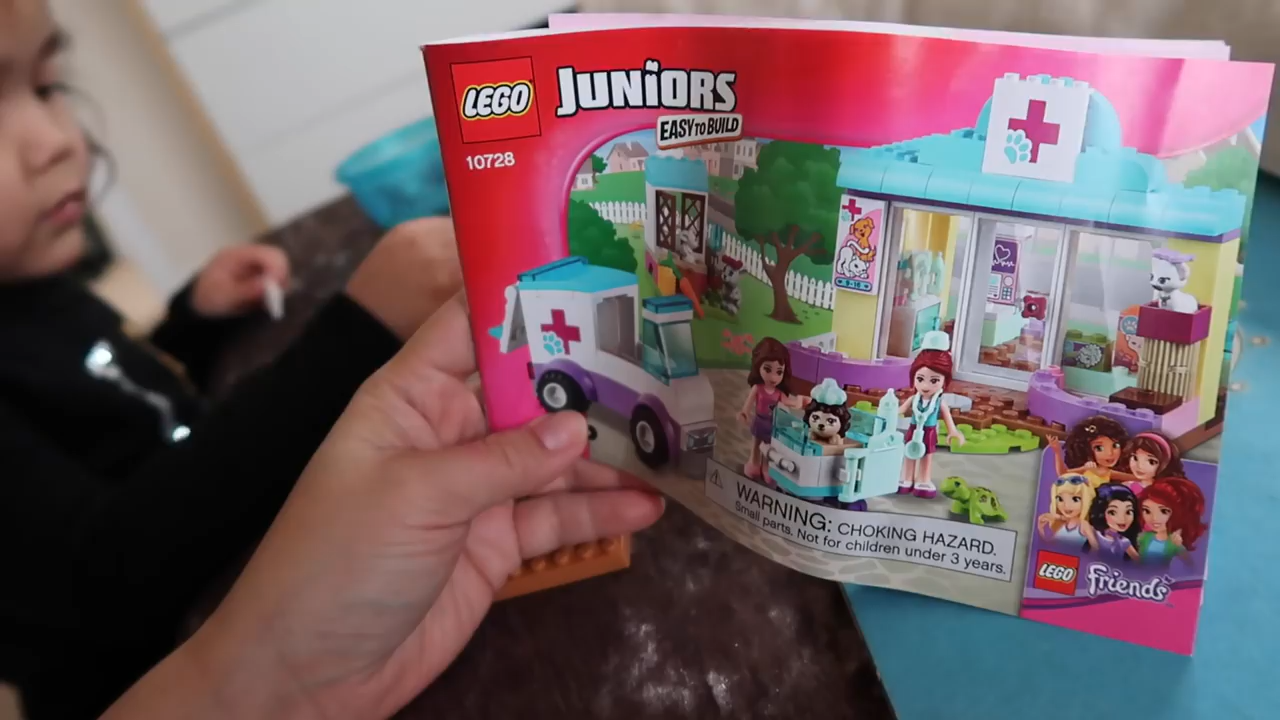 LEGO
JUNIORS
EASY TO BUILD
10728
WARNING: CHOKING HAZARD.
Small parts. Not for children under 3 years.
LEGO
friends